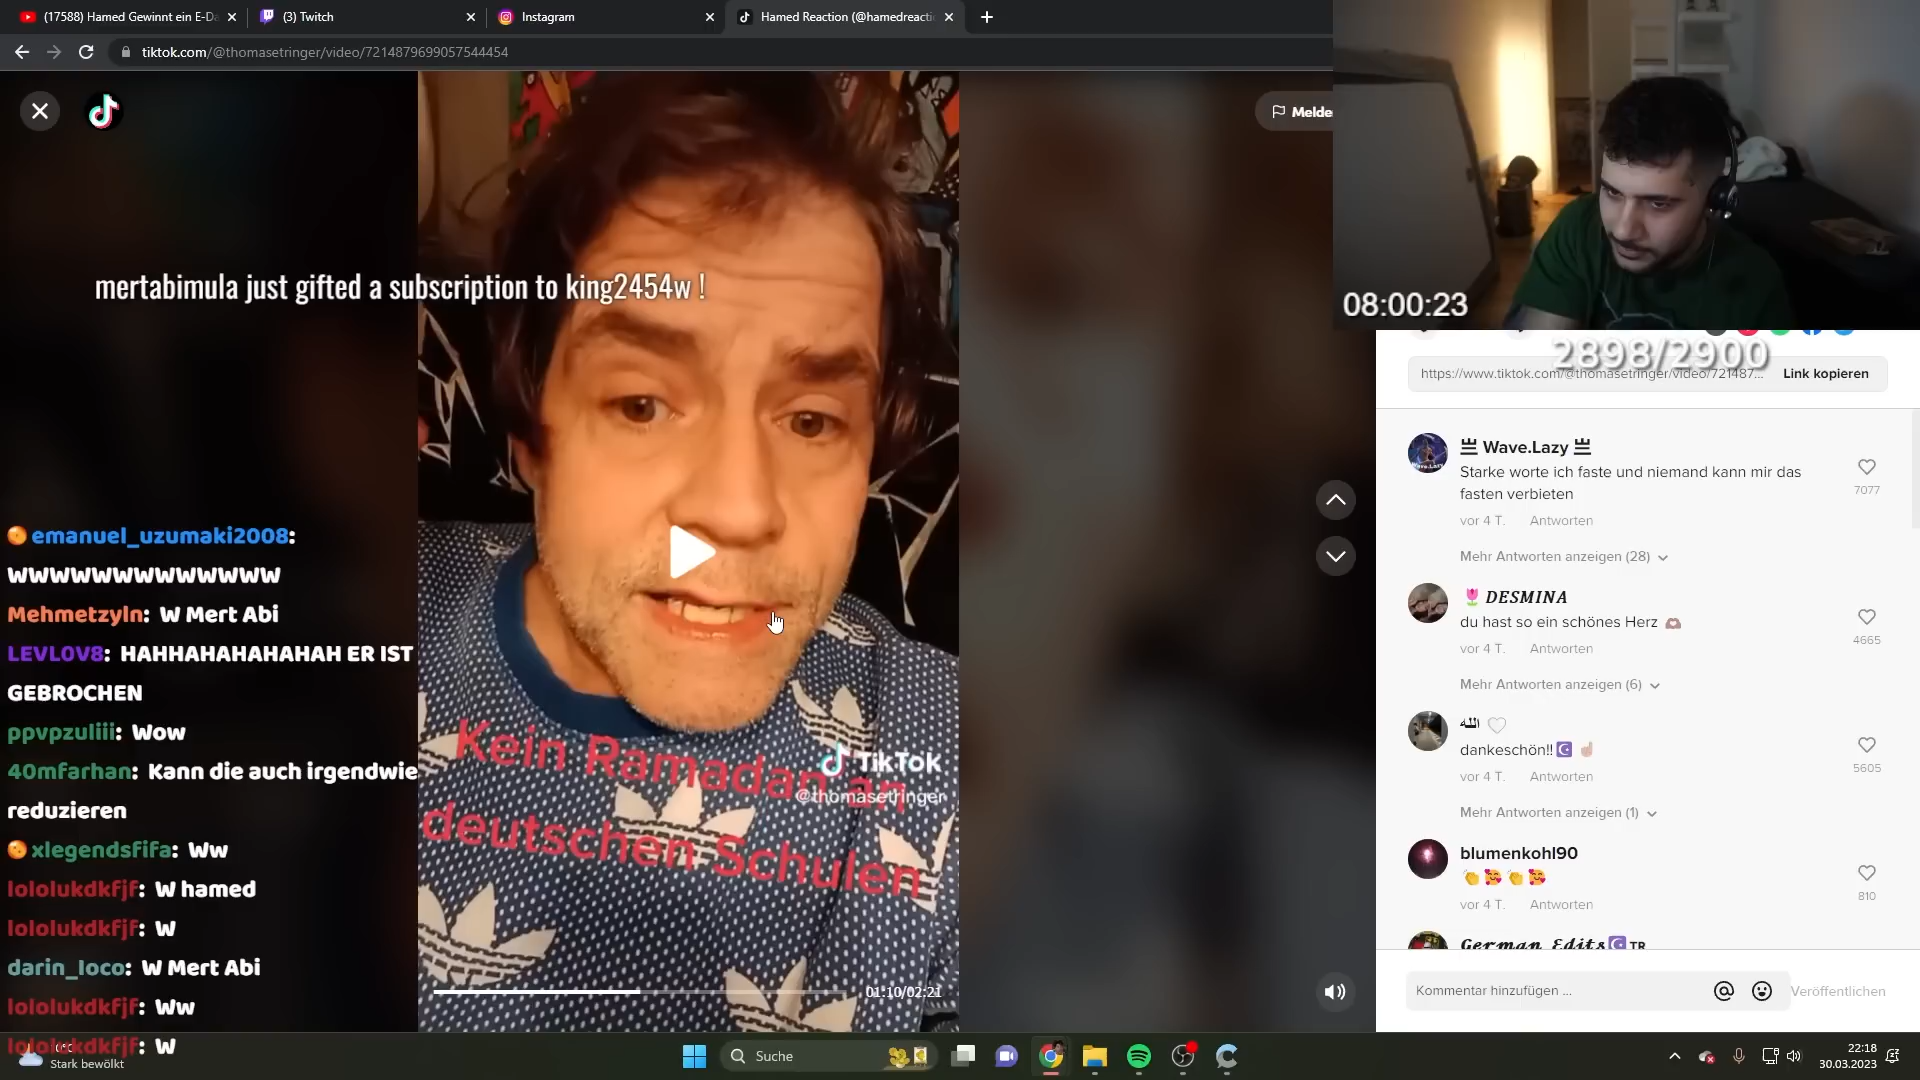 (17588) Hamed Gewinnt ein E-Da
(3) Twitch
Instagram
Hamed Reaction (@hamedreacti
tiktok.com/@thomasetringer/video/7214879699057544454
Melden
mertabimula just gifted a subscription to king2454w !
08:00:23
2898/2900
https://www.tiktok.com/@thomasetringer/video/721487...
Link kopieren
Wave.Lazy
Starke worte ich faste und niemand kann mir das
fasten verbieten
7077
vor 4 T. Antworten
Mehr Antworten anzeigen (28)
DESMINA
du hast so ein schönes Herz
4665
vor 4 T. Antworten
Mehr Antworten anzeigen (6)
الله
dankeschön!!
5605
vor 4 T. Antworten
Mehr Antworten anzeigen (1)
blumenkohl90
810
vor 4 T. Antworten
German_Edits TR
Kommentar hinzufügen ...
Veröffentlichen
emanuel_uzumaki2008:
WWWWWWWWWWWWW
Mehmetzyln: W Mert Abi
LEVL0V8: HAHHAHAHAHAHAH ER IST
GEBROCHEN
ppvpzuliii: Wow
40mfarhan: Kann die auch irgendwie
reduzieren
xlegendsfifa: Ww
lololukdkfjf: W hamed
lololukdkfjf: W
darin_loco: W Mert Abi
lololukdkfjf: Ww
lololukdkfjf: W
Kein Ramadan an
deutschen Schulen
TikTok
@thomasetringer
01:10/02:21
Stark bewölkt
Suche
22:18
30.03.2023